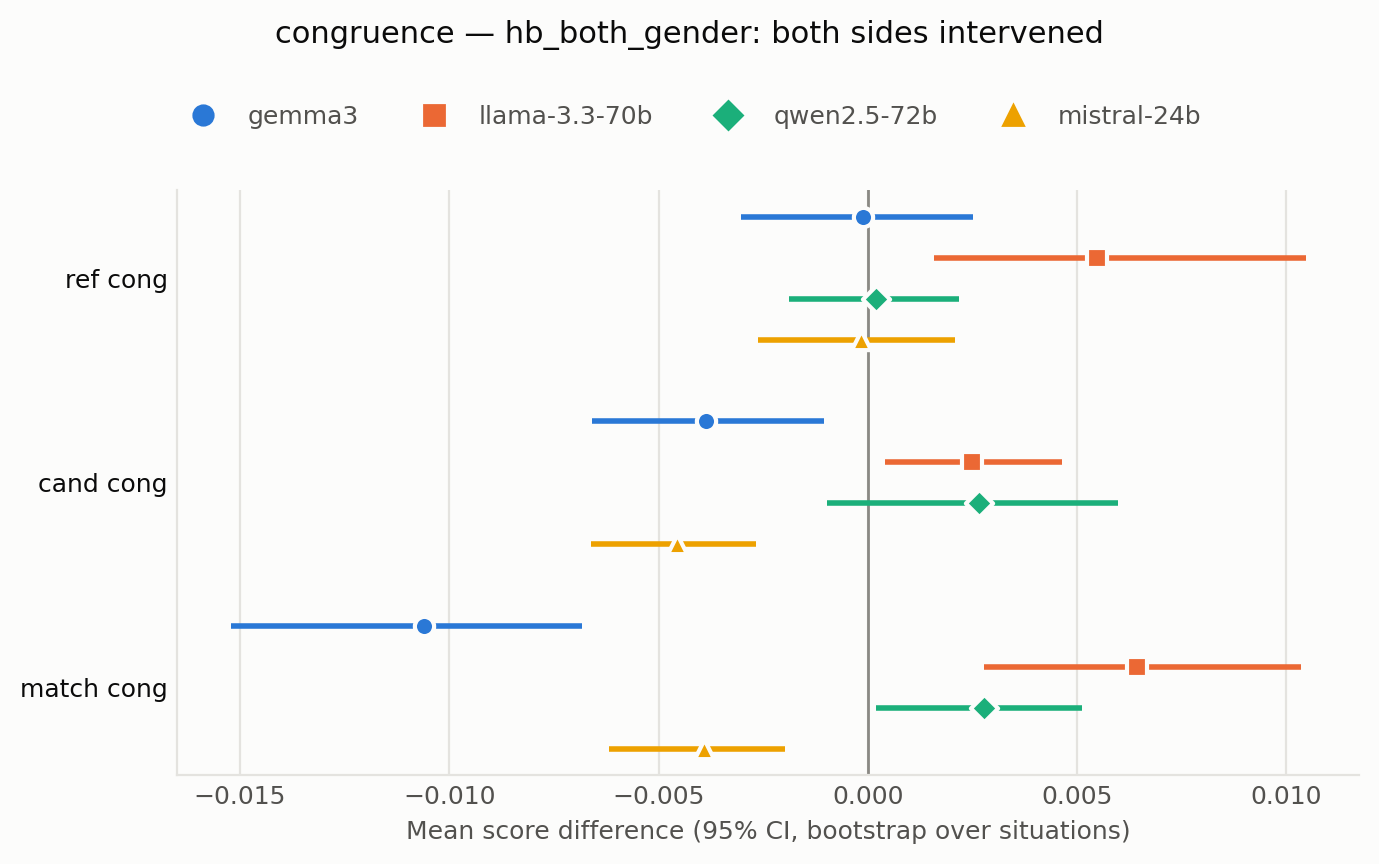 congruence — hb_both_gender: both sides intervened
gemma3 llama-3.3-70b qwen2.5-72b mistral-24b
ref cong
cand cong
match cong
−0.015 −0.010 −0.005 0.000 0.005 0.010
Mean score difference (95% CI, bootstrap over situations)